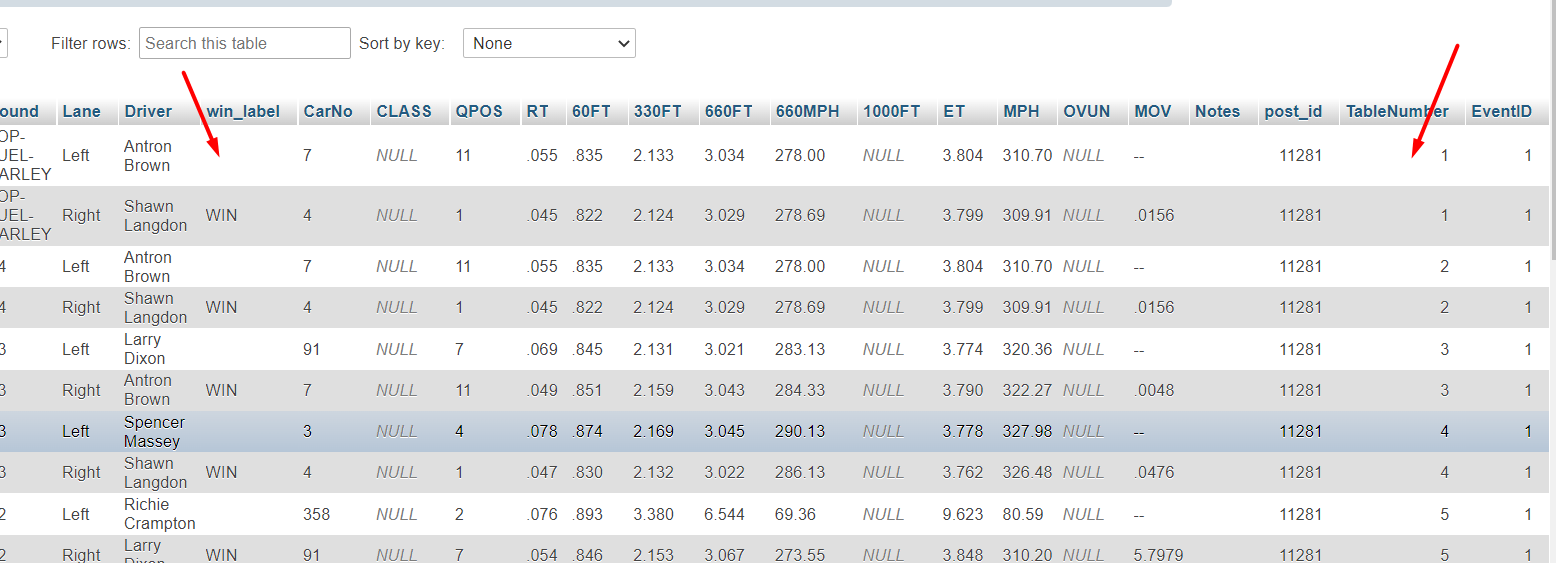 Filter rows: Search this table Sort by key: None
ound Lane Driver win_label CarNo CLASS QPOS RT 60FT 330FT 660FT 660MPH 1000FT ET MPH OVUN MOV Notes post_id TableNumber EventID
OP-
UEL-
ARLEY Left Antron Brown 7 NULL 11 .055 .835 2.133 3.034 278.00 NULL 3.804 310.70 NULL -- 11281 1 1
OP-
UEL-
ARLEY Right Shawn Langdon WIN 4 NULL 1 .045 .822 2.124 3.029 278.69 NULL 3.799 309.91 NULL .0156 11281 1 1
4 Left Antron Brown 7 NULL 11 .055 .835 2.133 3.034 278.00 NULL 3.804 310.70 NULL -- 11281 2 1
4 Right Shawn Langdon WIN 4 NULL 1 .045 .822 2.124 3.029 278.69 NULL 3.799 309.91 NULL .0156 11281 2 1
3 Left Larry Dixon 91 NULL 7 .069 .845 2.131 3.021 283.13 NULL 3.774 320.36 NULL -- 11281 3 1
3 Right Antron Brown WIN 7 NULL 11 .049 .851 2.159 3.043 284.33 NULL 3.790 322.27 NULL .0048 11281 3 1
3 Left Spencer Massey 3 NULL 4 .078 .874 2.169 3.045 290.13 NULL 3.778 327.98 NULL -- 11281 4 1
3 Right Shawn Langdon WIN 4 NULL 1 .047 .830 2.132 3.022 286.13 NULL 3.762 326.48 NULL .0476 11281 4 1
2 Left Richie Crampton 358 NULL 2 .076 .893 3.380 6.544 69.36 NULL 9.623 80.59 NULL -- 11281 5 1
2 Right Larry Dixon WIN 91 NULL 7 .054 .846 2.153 3.067 273.55 NULL 3.848 310.20 NULL 5.7979 11281 5 1